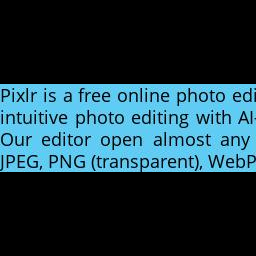 Pixlr is a free online photo edi
intuitive photo editing with AI-
Our editor open almost any
JPEG, PNG (transparent), WebP